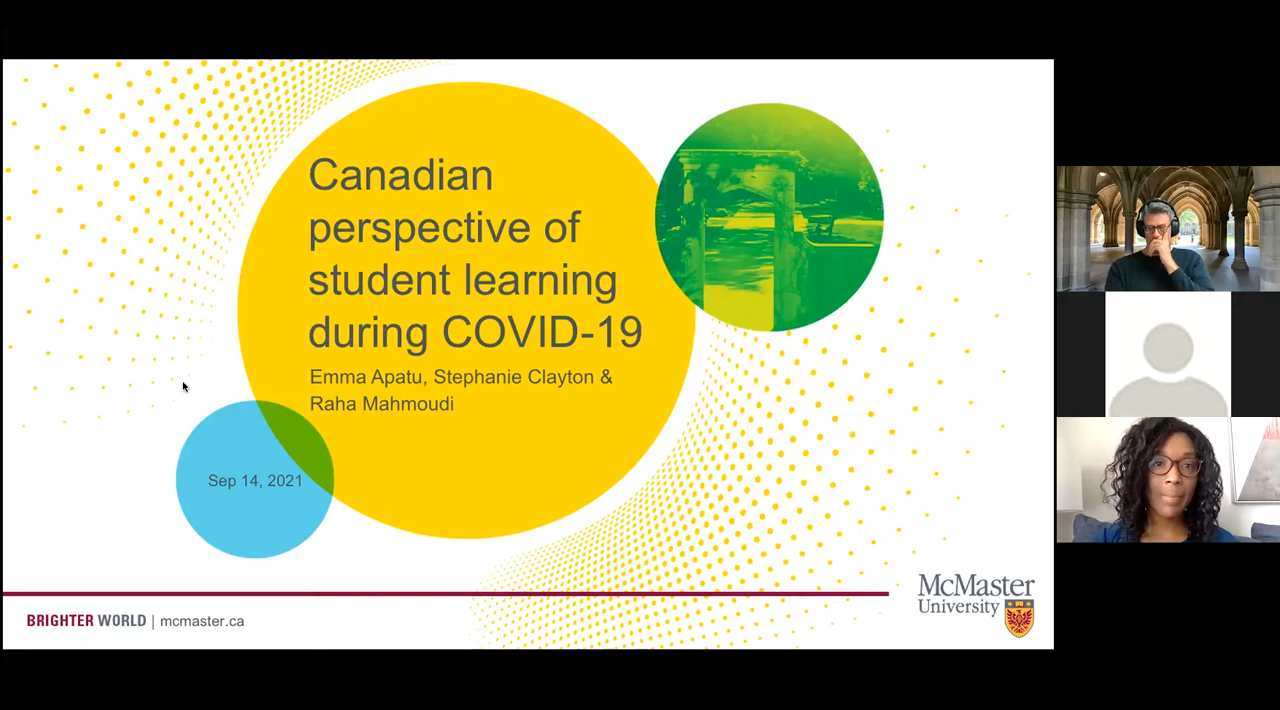 Canadian
perspective of
student learning
during COVID-19
Emma Apatu, Stephanie Clayton &
Raha Mahmoudi
Sep 14, 2021
BRIGHTER WORLD | mcmaster.ca
McMaster
University